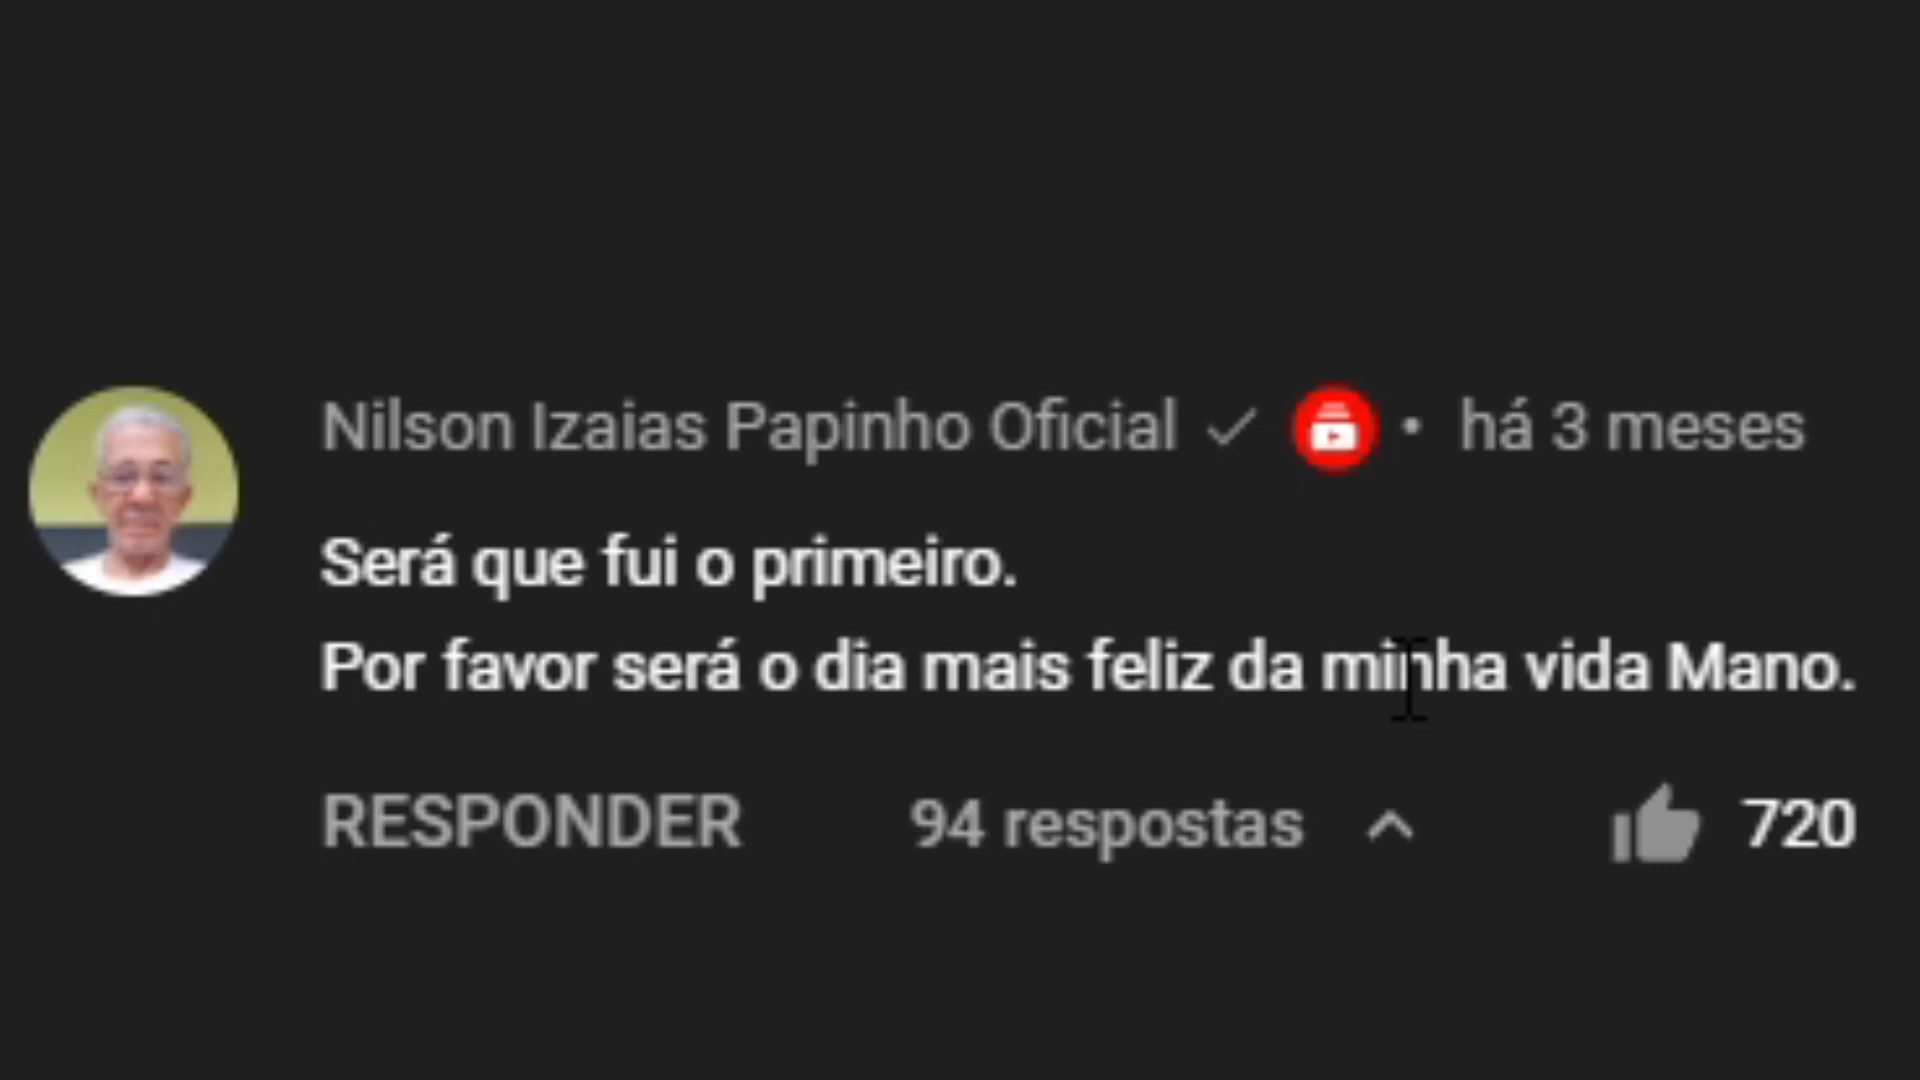 Nilson Izaias Papinho Oficial • há 3 meses
Será que fui o primeiro.
Por favor será o dia mais feliz da minha vida Mano.
RESPONDER 94 respostas 720